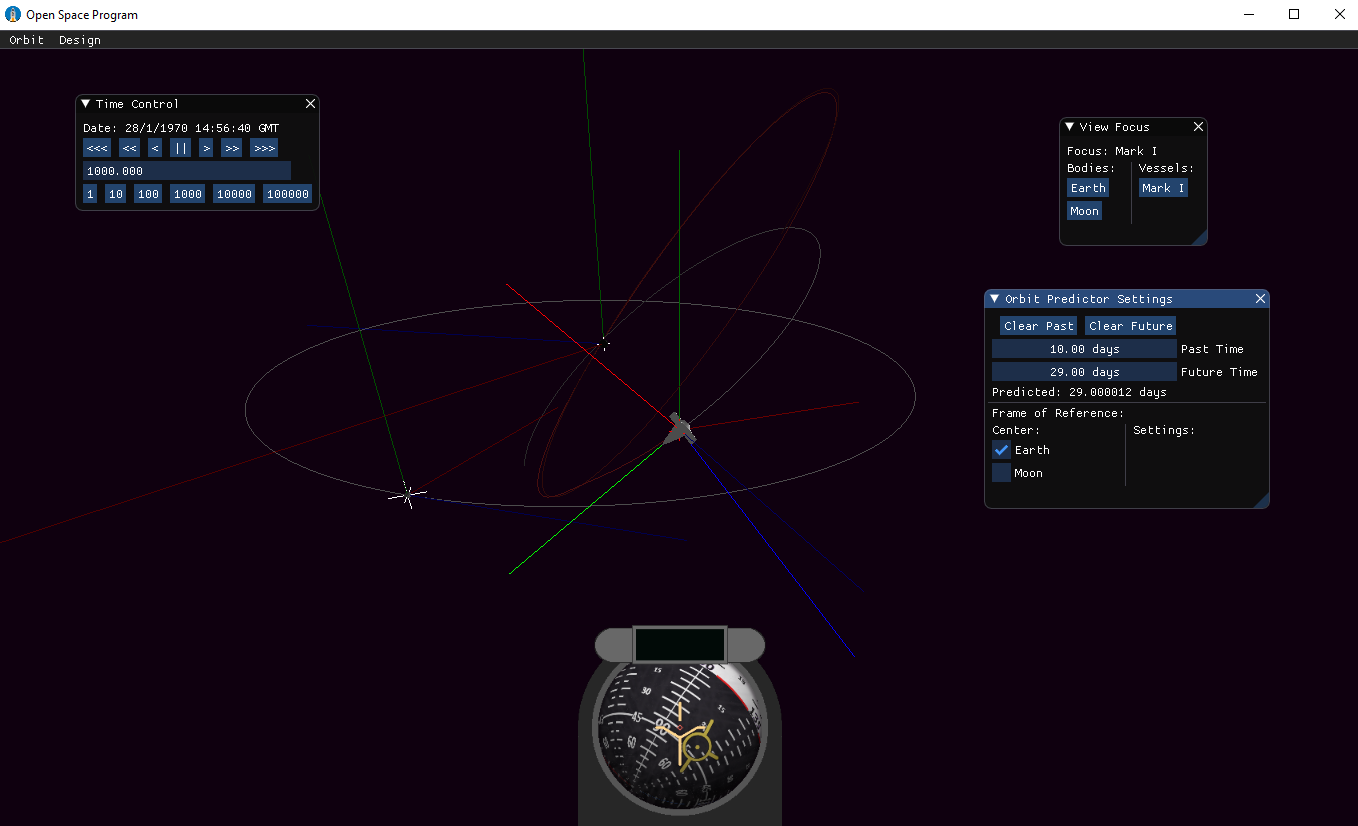 Open Space Program
Orbit Design
Time Control
Date: 28/1/1970 14:56:40 GMT
<<< << < || > >> >>>
1000.000
1 10 100 1000 10000 100000
View Focus
Focus: Mark I
Bodies: Vessels:
Earth Mark I
Moon
Orbit Predictor Settings
Clear Past Clear Future
10.00 days Past Time
29.00 days Future Time
Predicted: 29.000012 days
Frame of Reference:
Center: Settings:
Earth
Moon
15
30
45
60
60